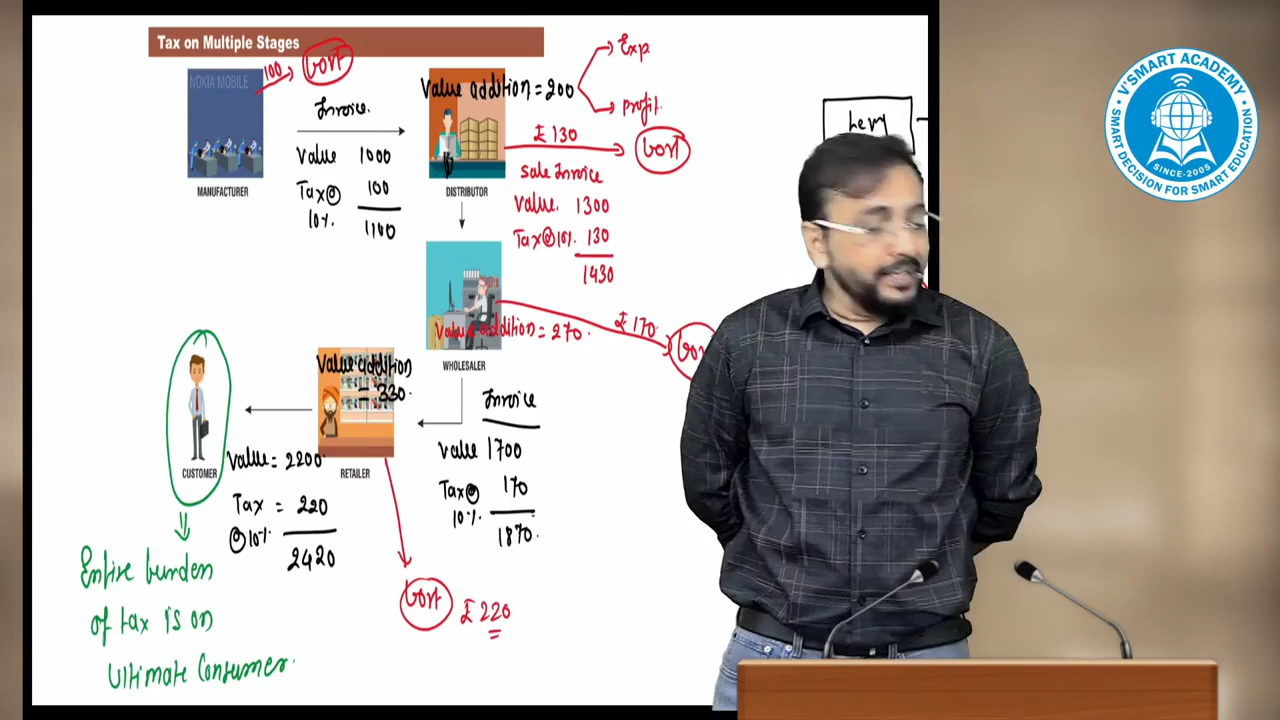 Tax on Multiple Stages
NOKIA MOBILE
100
Govt
MANUFACTURER
Invoice.
Value 1000
Tax@ 100
10%.
1100
Value addition = 200
Exp
profit.
DISTRIBUTOR
₹ 130
Govt
Sale Invoice
Value. 1300
Tax@10%. 130
1430
Levy
Value addition = 270.
₹ 170.
WHOLESALER
Invoice
Value 1700
Tax@ 170
10%.
1870.
Value addition
= 330.
RETAILER
Govt ₹ 220
CUSTOMER
Value = 2200.
Tax = 220
@10%.
2420
Entire burden
of tax is on
Ultimate Consumer.
V'SMART ACADEMY
SINCE-2005
SMART DECISION FOR SMART EDUCATION